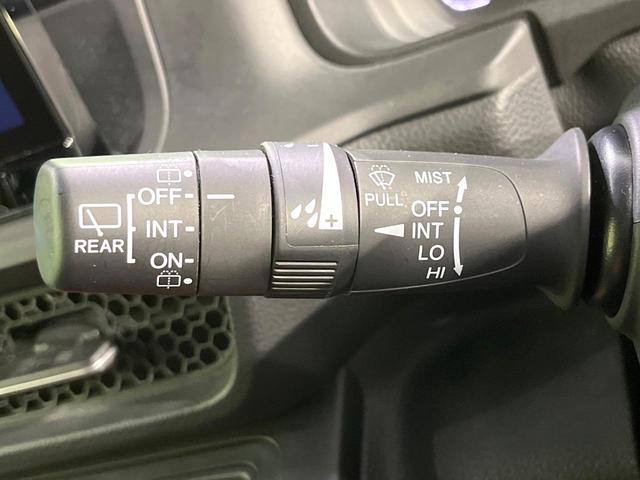 OFF
INT
REAR
ON
+
PULL
MIST
OFF
INT
LO
HI